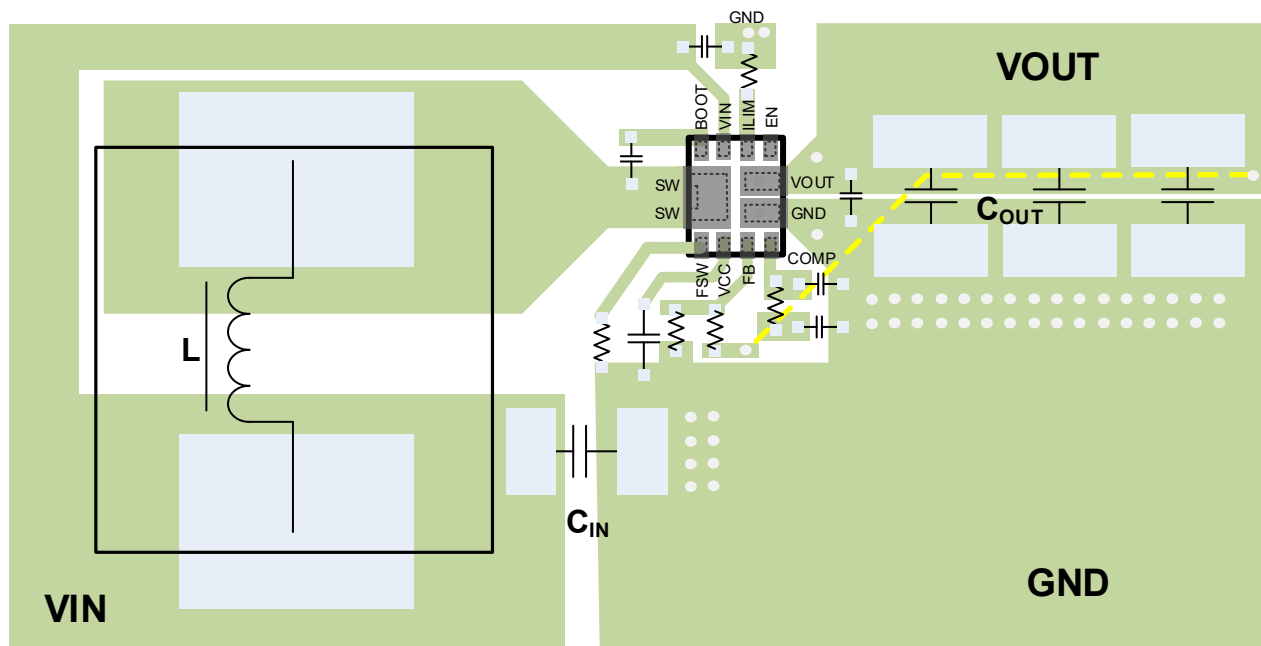 GND
VOUT
BOOT
VIN
ILIM
EN
SW
VOUT
SW
GND
COUT
FSW
VCC
FB
COMP
L
CIN
VIN
GND